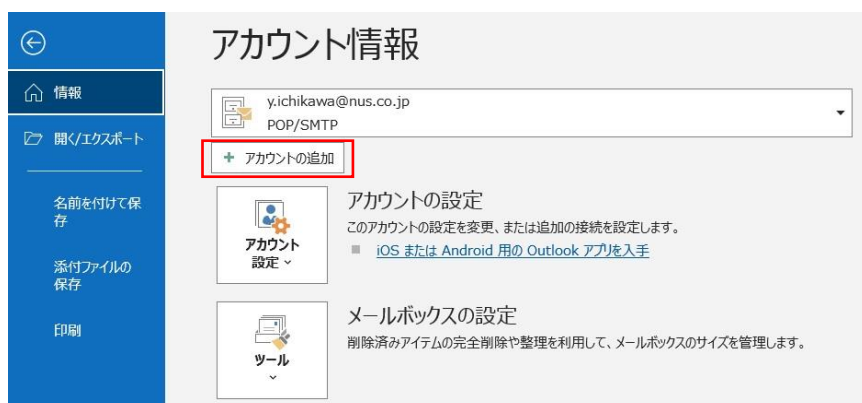 アカウント情報
情報
開く/エクスポート
名前を付けて保
存
添付ファイルの
保存
印刷
y.ichikawa@nus.co.jp
POP/SMTP
+ アカウントの追加
アカウント
設定
アカウントの設定
このアカウントの設定を変更、または追加の接続を設定します。
iOS または Android 用の Outlook アプリを入手
ツール
メールボックスの設定
削除済みアイテムの完全削除や整理を利用して、メールボックスのサイズを管理します。